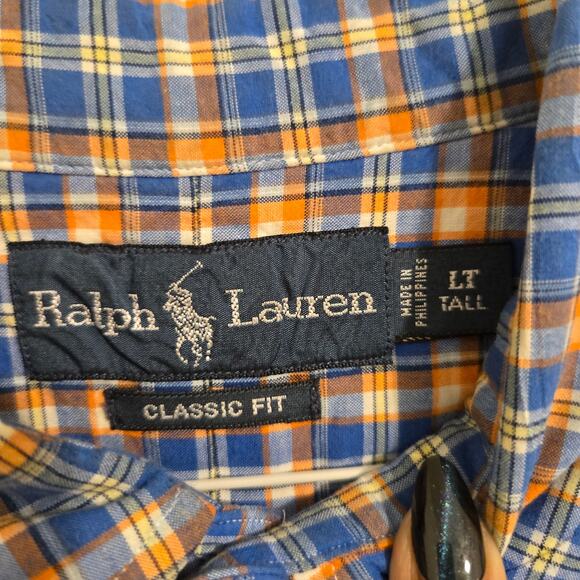 Ralph Lauren
MADE IN
PHILIPPINES
LT
TALL
CLASSIC FIT